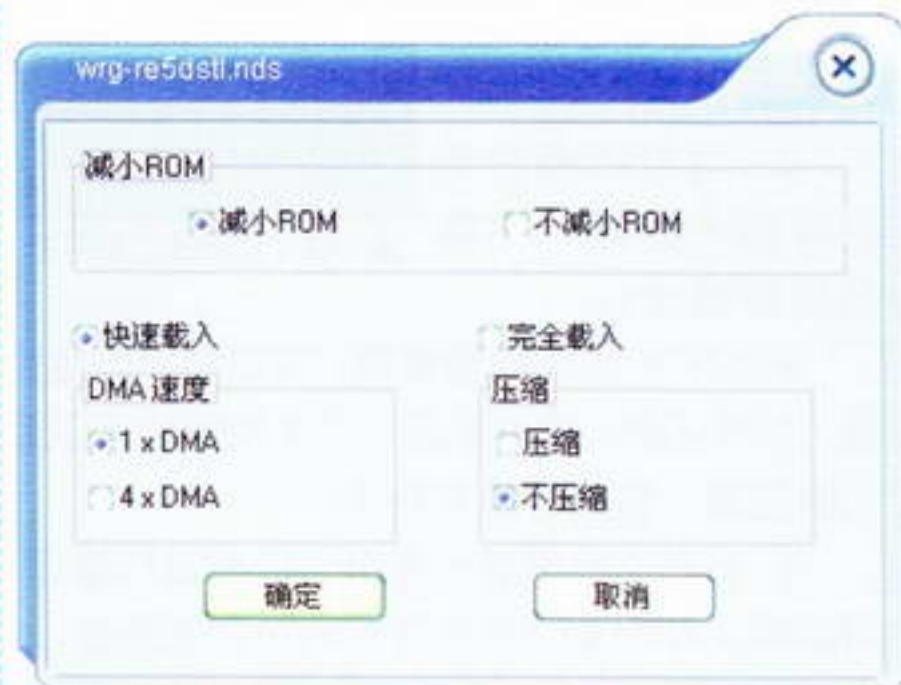 wrg-re5dstl.nds
减小ROM
减小ROM 不减小ROM
快速载入 完全载入
DMA 速度 压缩
1 x DMA 压缩
4 x DMA 不压缩
确定 取消